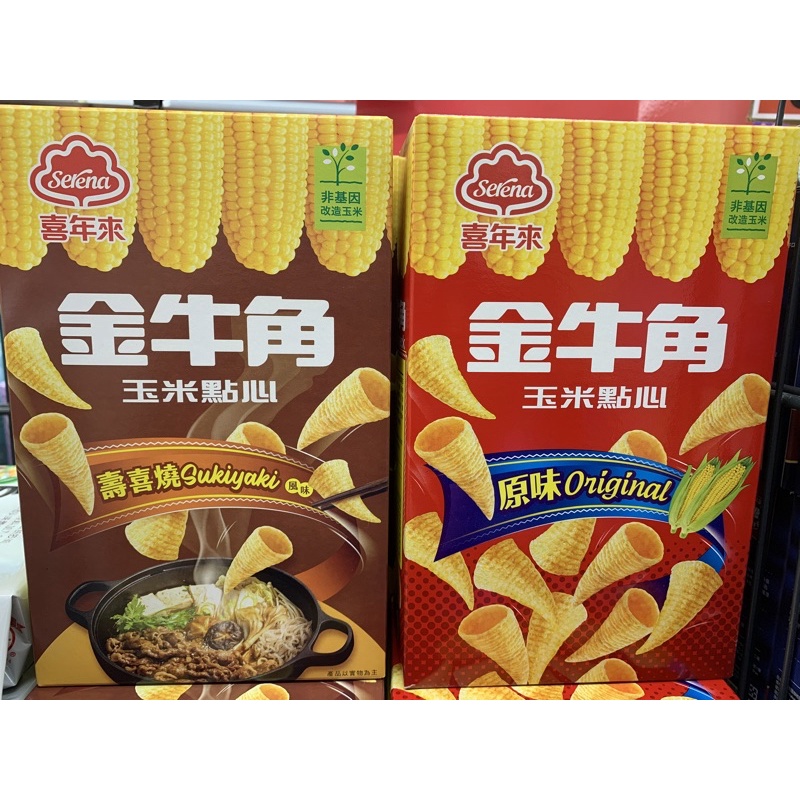 Serena
喜年來
非基因
改造玉米
金牛角
玉米點心
壽喜燒Sukiyaki風味
產品以實物為主
Serena
喜年來
非基因
改造玉米
金牛角
玉米點心
原味Original